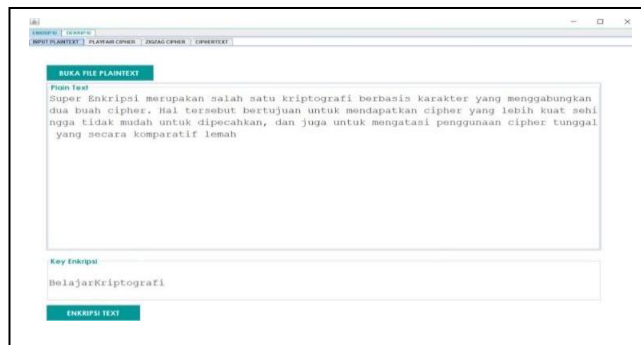 ENKRIPSI DEKRIPSI
INPUT PLAINTEXT PLAYFAIR CIPHER ZIGZAG CIPHER CIPHERTEXT
BUKA FILE PLAINTEXT
Plain Text
Super Enkripsi merupakan salah satu kriptografi berbasis karakter yang menggabungkan
dua buah cipher. Hal tersebut bertujuan untuk mendapatkan cipher yang lebih kuat sehi
ngga tidak mudah untuk dipecahkan, dan juga untuk mengatasi penggunaan cipher tunggal
yang secara komparatif lemah
Key Enkripsi
BelajarKriptografi
ENKRIPSI TEXT